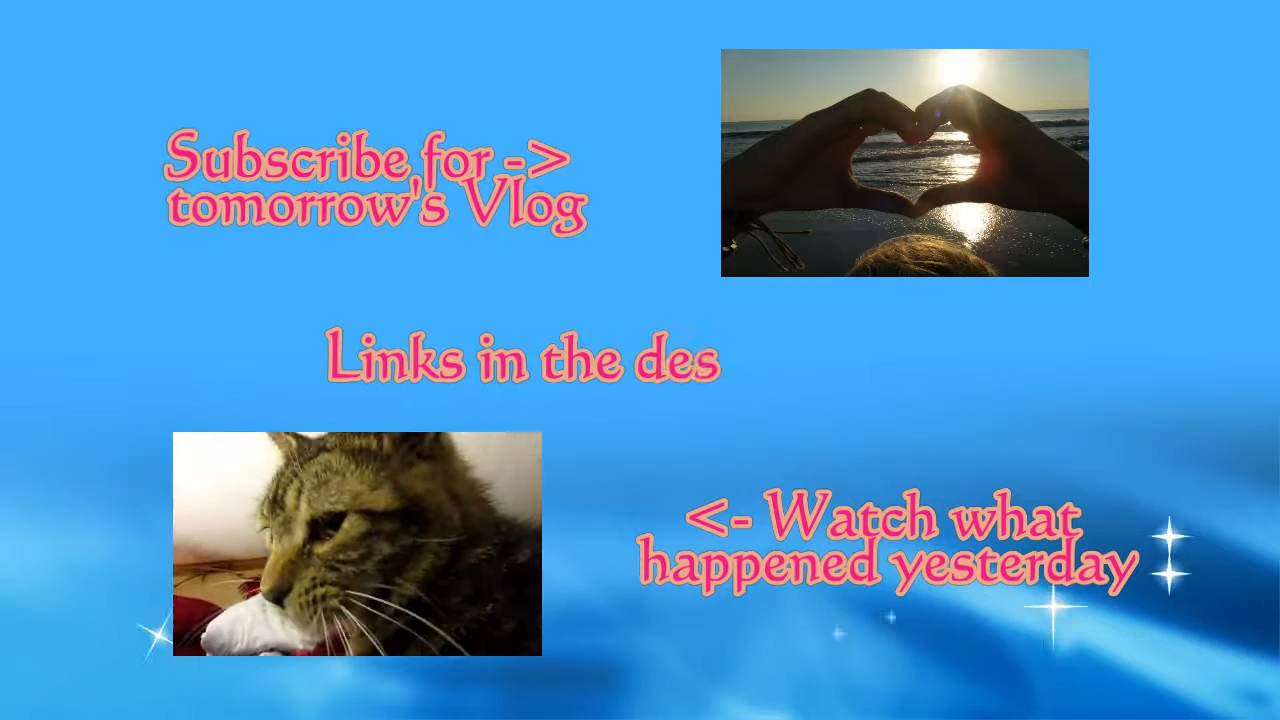 Subscribe for ->
tomorrow's Vlog
Links in the des
<- Watch what
happened yesterday